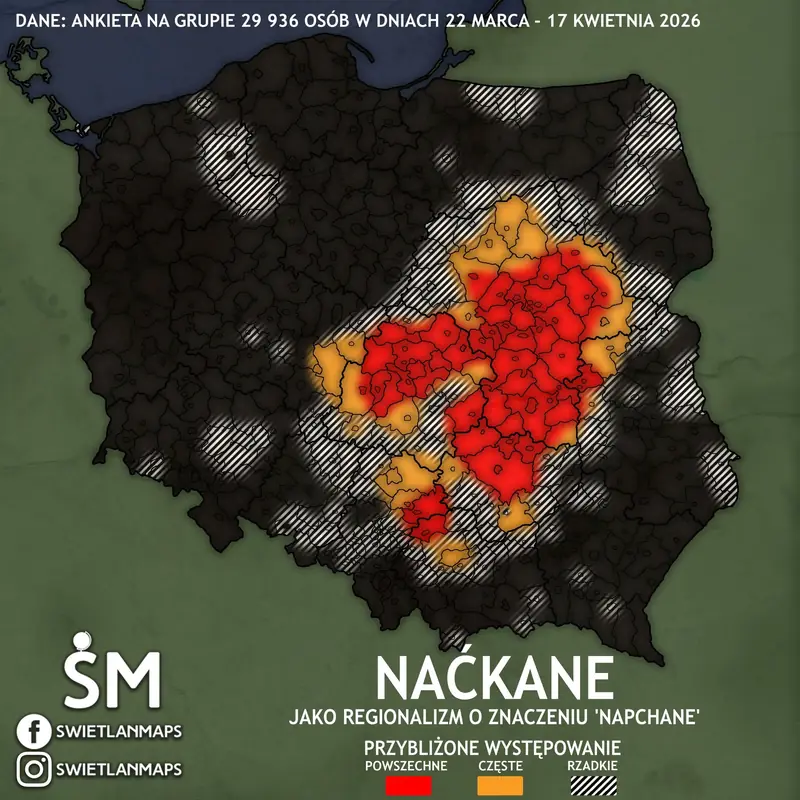 DANE: ANKIETA NA GRUPIE 29 936 OSÓB W DNIACH 22 MARCA - 17 KWIETNIA 2026
ŚM
SWIETLANMAPS
SWIETLANMAPS
NAĆKANE
JAKO REGIONALIZM O ZNACZENIU 'NAPCHANE'
PRZYBLIŻONE WYSTĘPOWANIE
POWSZECHNE CZĘSTE RZADKIE